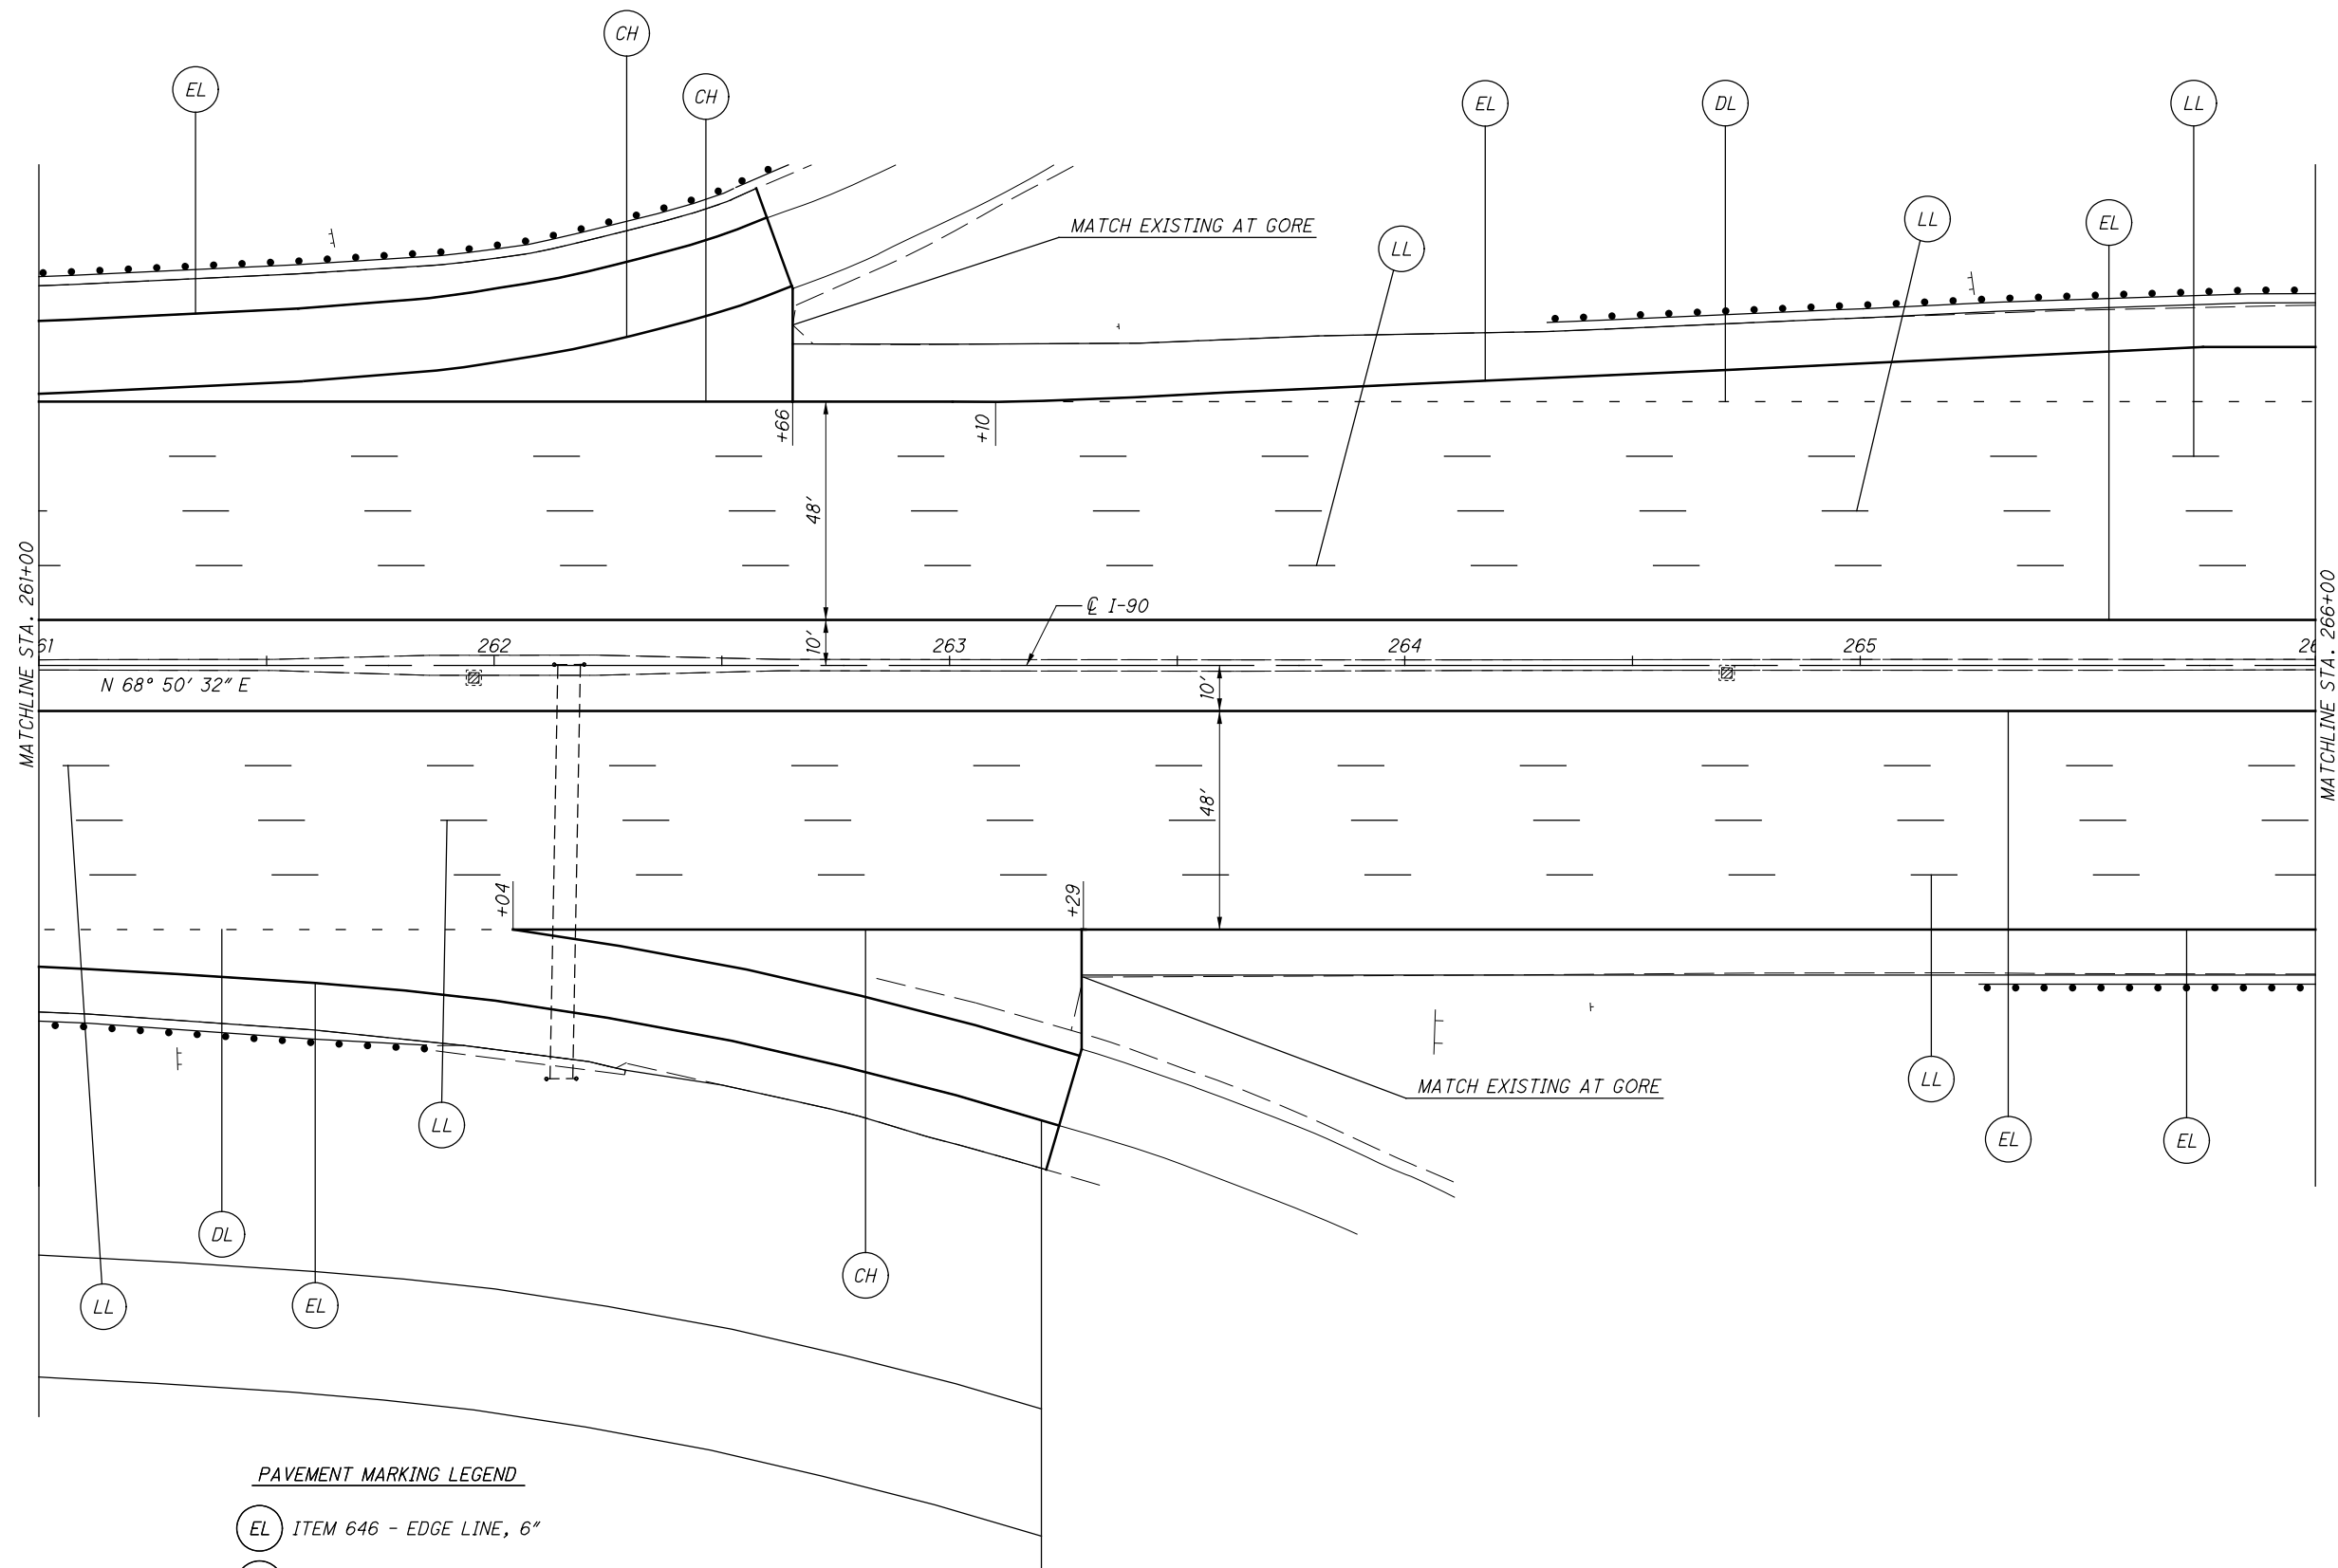 CH
EL
CH
EL
DL
LL
MATCH EXISTING AT GORE
LL
LL
EL
+66
+10
48'
MATCHLINE STA. 261+00
MATCHLINE STA. 266+00
℄ I-90
10'
262
263
264
265
N 68° 50' 32" E
10'
48'
+04
+29
MATCH EXISTING AT GORE
LL
LL
EL
EL
DL
CH
LL
EL
PAVEMENT MARKING LEGEND
EL ITEM 646 - EDGE LINE, 6"